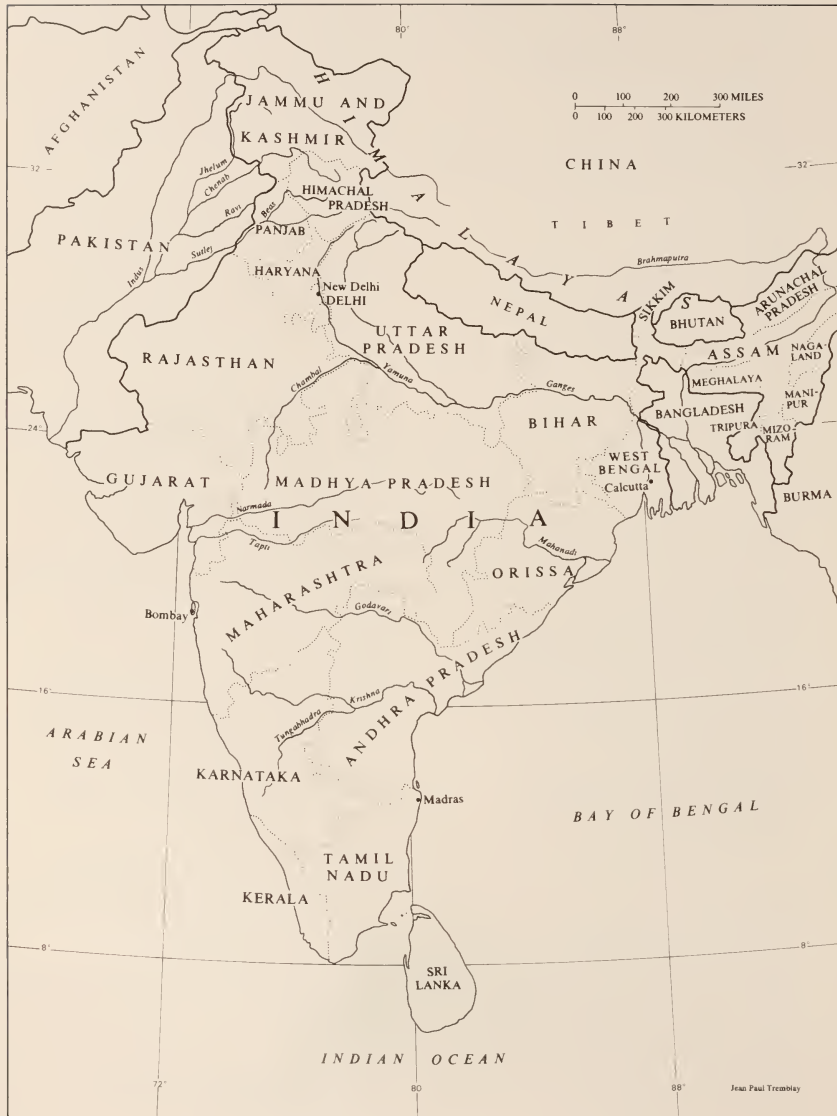 80°
88°
AFGHANISTAN
HIMALAYAS
JAMMU AND
KASHMIR
0 100 200 300 MILES
0 100 200 300 KILOMETERS
32
CHINA
32
Jhelum
Chenab
HIMACHAL
PRADESH
TIBET
Ravi
Beas
PAKISTAN
PANJAB
Sutlej
Indus
Brahmaputra
HARYANA
New Delhi
DELHI
NEPAL
SIKKIM
BHUTAN
ARUNACHAL
PRADESH
UTTAR
PRADESH
ASSAM
NAGA-
LAND
RAJASTHAN
Chambal
Yamuna
Ganges
MEGHALAYA
MANI-
PUR
BIHAR
BANGLADESH
24°
TRIPURA
MIZO
RAM
WEST
BENGAL
Calcutta
GUJARAT
MADHYA PRADESH
BURMA
Narmada
INDIA
Tapti
Mahanadi
ORISSA
MAHARASHTRA
Bombay
Godavari
ANDHRA PRADESH
16°
16°
Krishna
Tungabhadra
ARABIAN
SEA
KARNATAKA
Madras
BAY OF BENGAL
TAMIL
NADU
KERALA
8°
8°
SRI
LANKA
INDIAN OCEAN
72°
80
88°
Jean Paul Tremblay